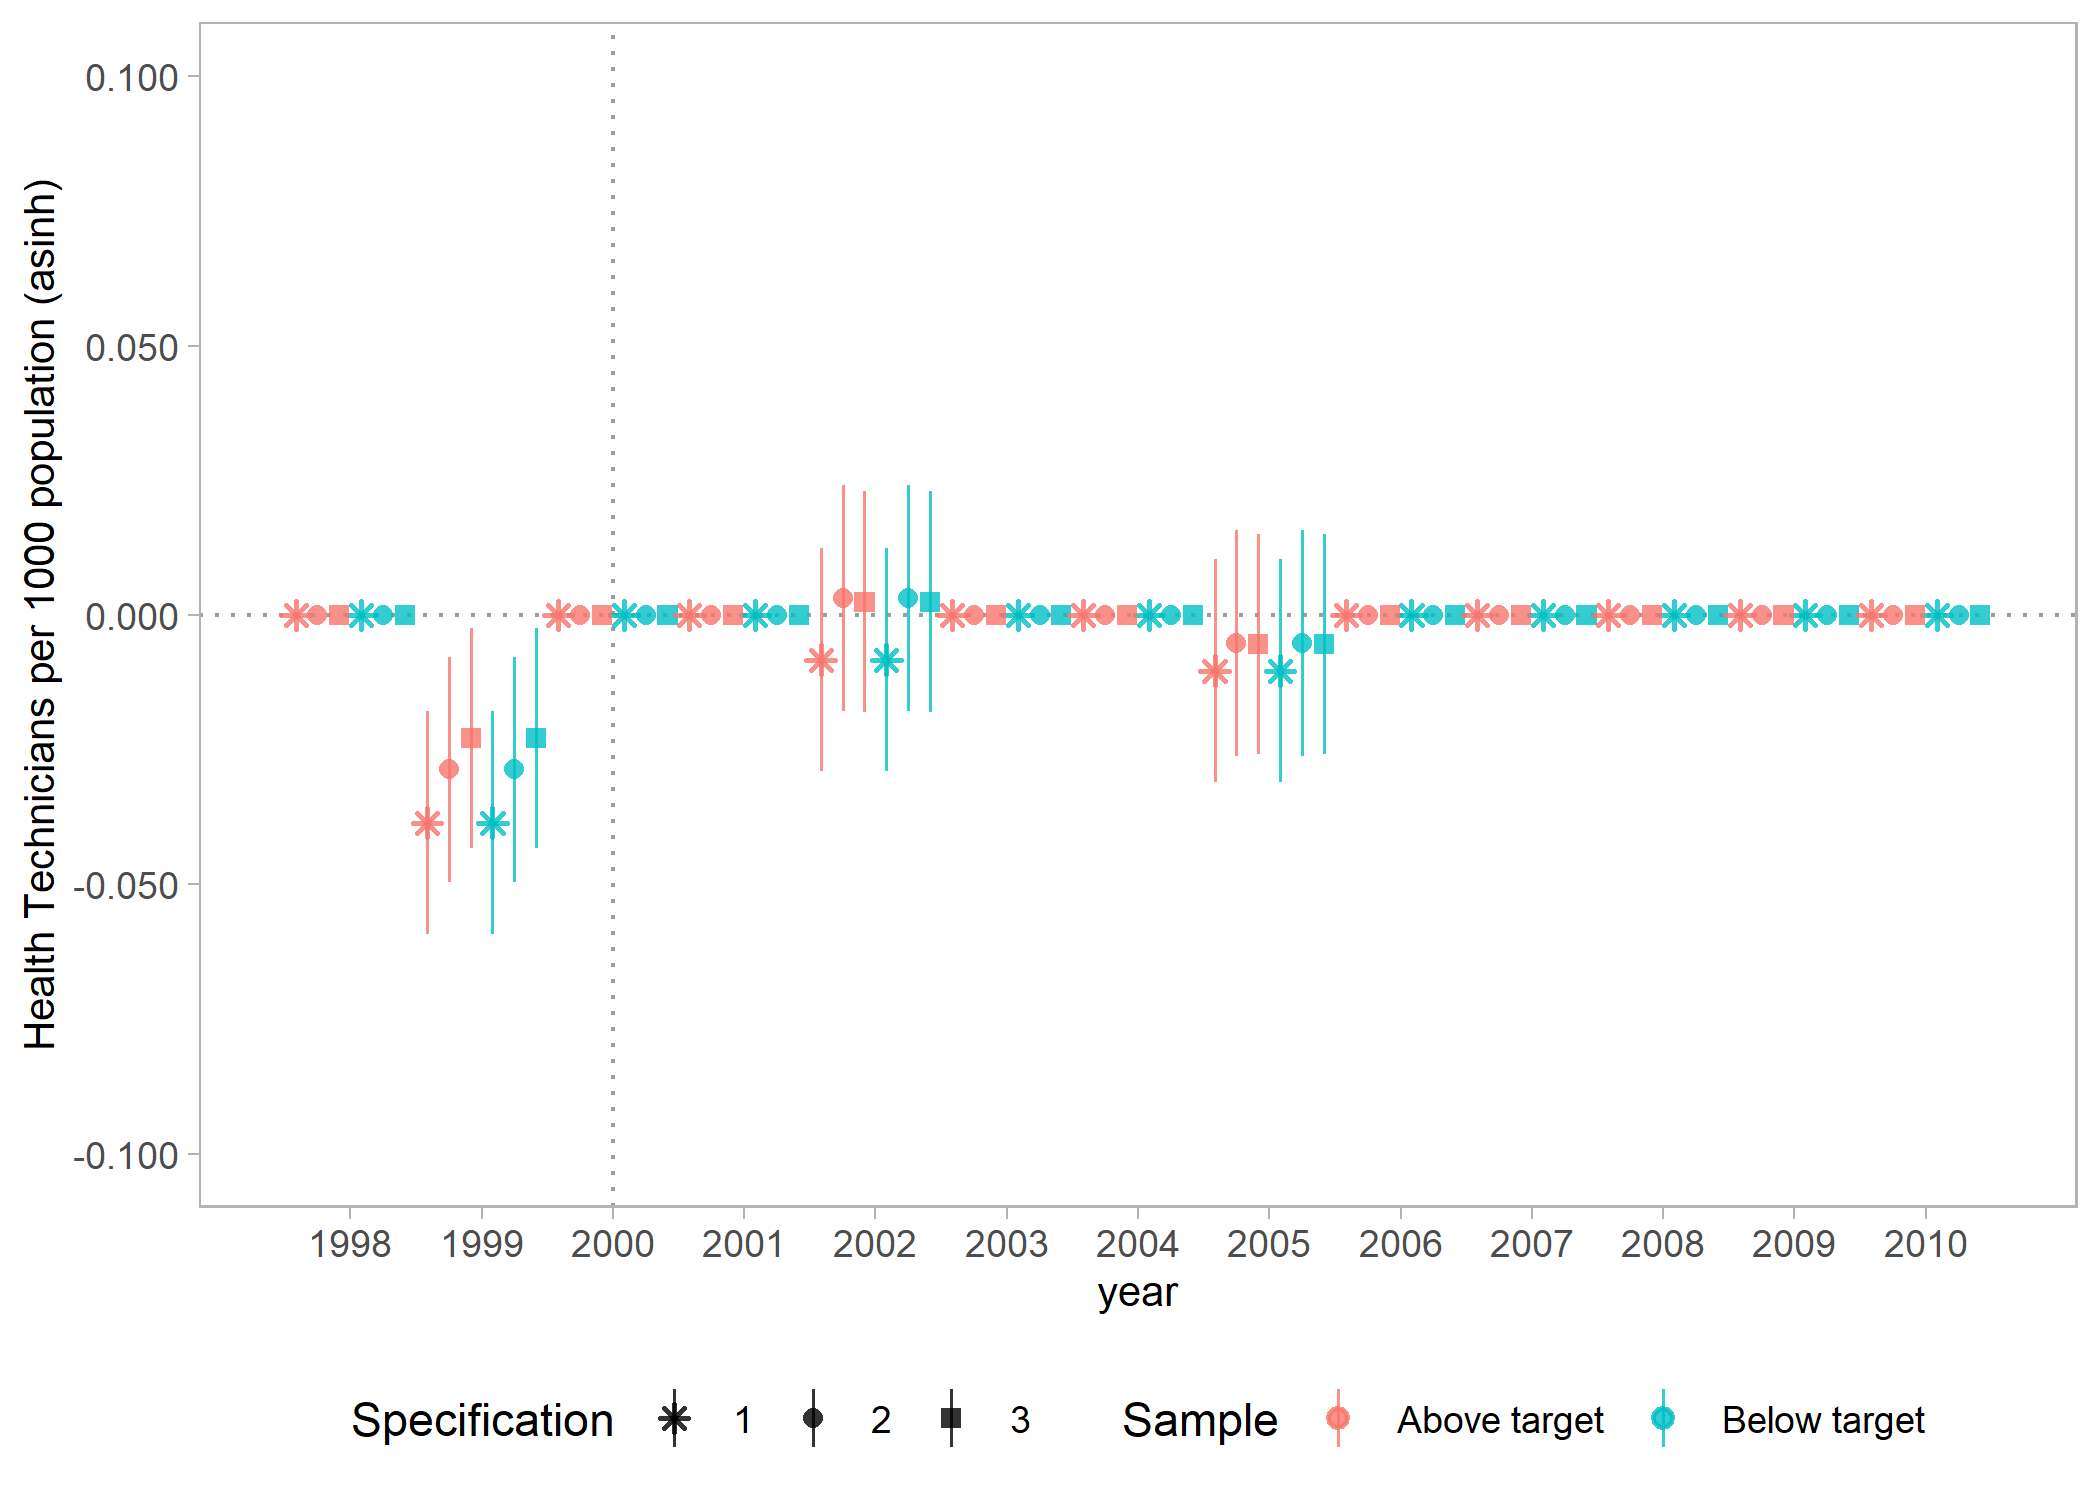 Health Technicians per 1000 population (asinh)
0.100
0.050
0.000
-0.050
-0.100
1998 1999 2000 2001 2002 2003 2004 2005 2006 2007 2008 2009 2010
year
Specification 1 2 3 Sample Above target Below target